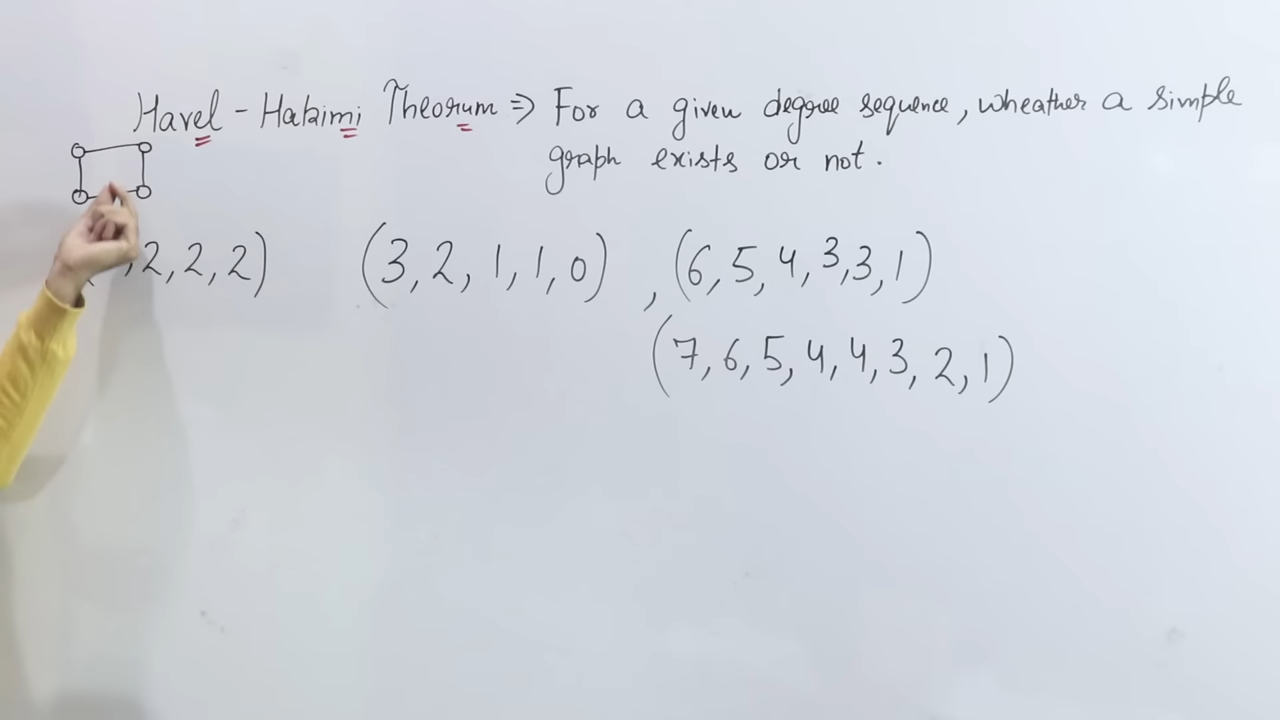 Havel - Hakimi Theorum ⇒ For a given degree sequence, wheather a simple
graph exists or not.
,2,2,2) (3, 2, 1, 1, 0) , (6, 5, 4, 3, 3, 1)
(7, 6, 5, 4, 4, 3, 2, 1)